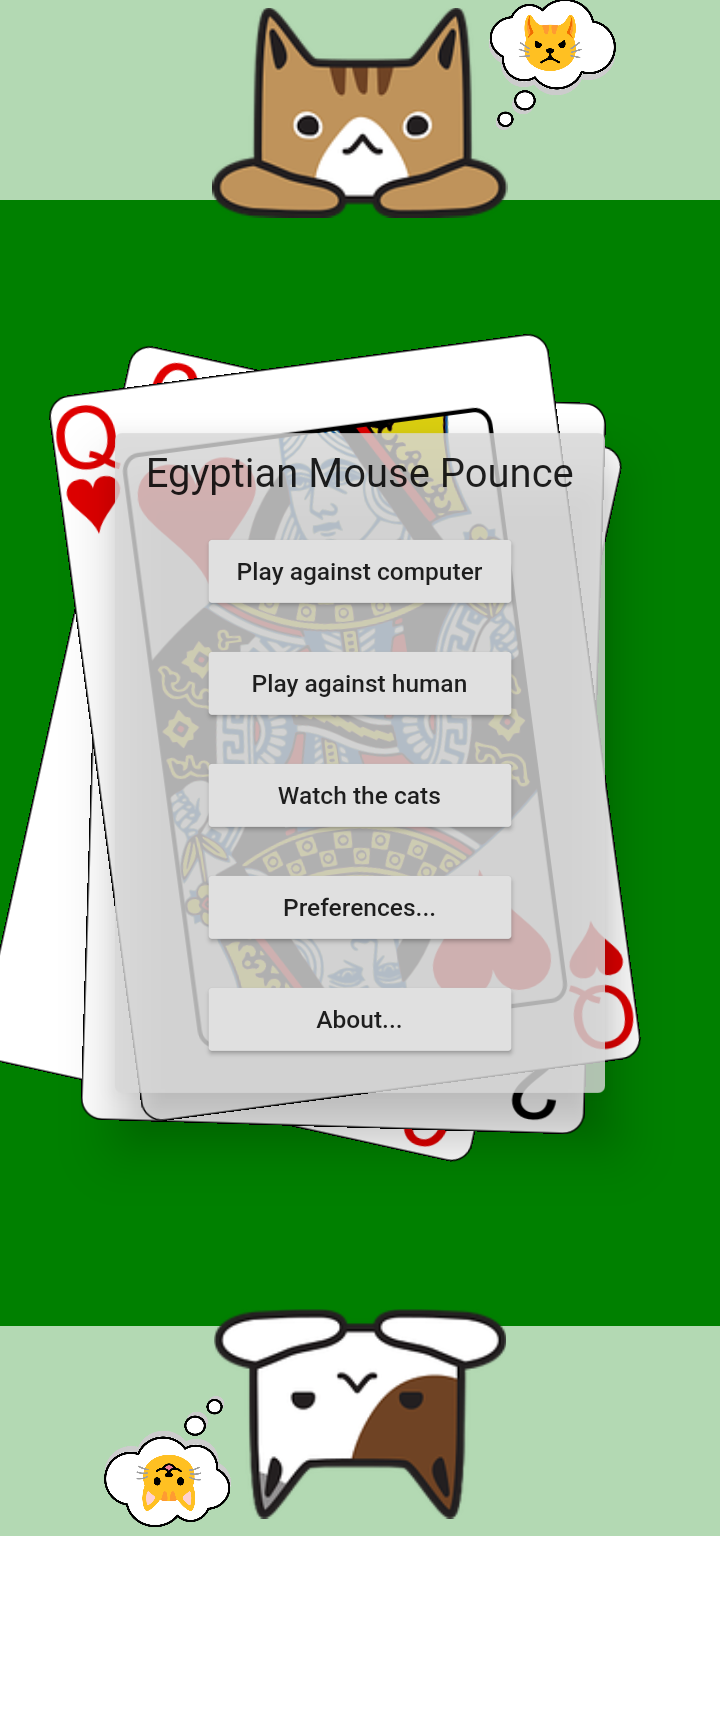 Q
Q
Egyptian Mouse Pounce
Play against computer
Play against human
Watch the cats
Preferences...
About...
Q